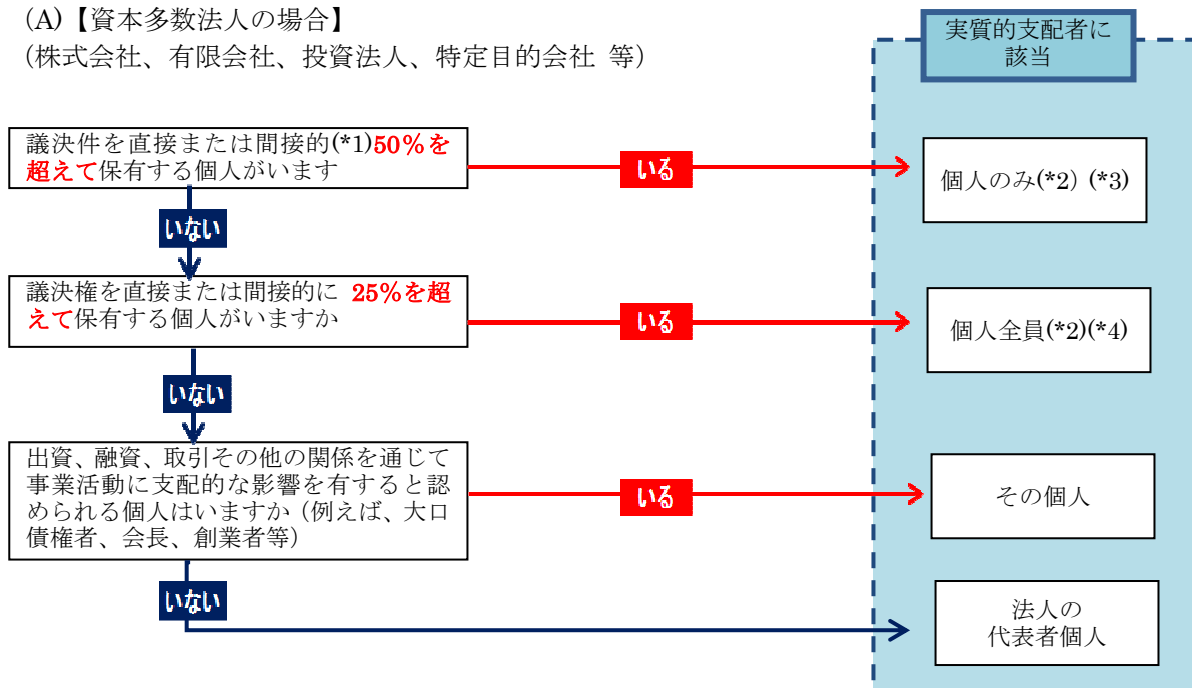 (A)【資本多数法人の場合】
(株式会社、有限会社、投資法人、特定目的会社 等)
実質的支配者に
該当
議決件を直接または間接的(*1)50%を
超えて保有する個人がいます
いる
個人のみ(*2) (*3)
いない
議決権を直接または間接的に 25%を超
えて保有する個人がいますか
いる
個人全員(*2)(*4)
いない
出資、融資、取引その他の関係を通じて
事業活動に支配的な影響を有すると認
められる個人はいますか(例えば、大口
債権者、会長、創業者等)
いる
その個人
いない
法人の
代表者個人